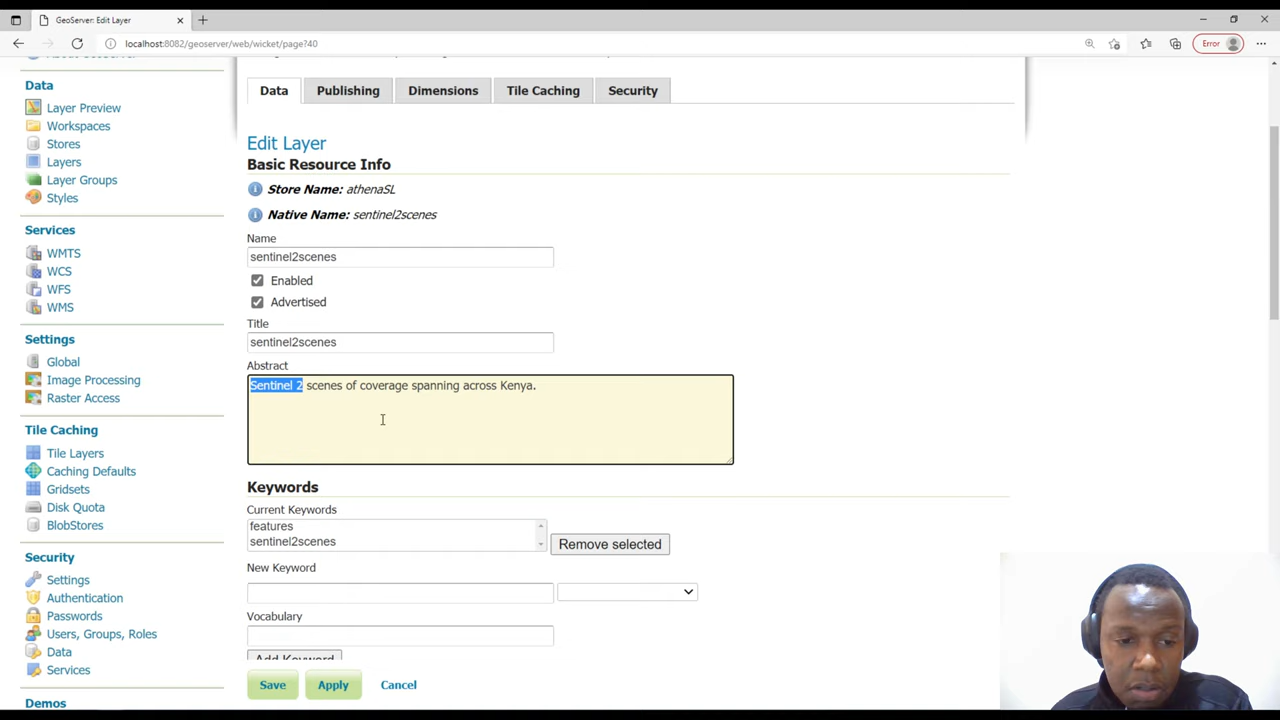 GeoServer: Edit Layer
localhost:8082/geoserver/web/wicket/page?40
Error
Data
Layer Preview
Workspaces
Stores
Layers
Layer Groups
Styles
Services
WMTS
WCS
WFS
WMS
Settings
Global
Image Processing
Raster Access
Tile Caching
Tile Layers
Caching Defaults
Gridsets
Disk Quota
BlobStores
Security
Settings
Authentication
Passwords
Users, Groups, Roles
Data
Services
Demos
Data Publishing Dimensions Tile Caching Security
Edit Layer
Basic Resource Info
Store Name: athenaSL
Native Name: sentinel2scenes
Name
sentinel2scenes
Enabled
Advertised
Title
sentinel2scenes
Abstract
Sentinel 2 scenes of coverage spanning across Kenya.
Keywords
Current Keywords
features
sentinel2scenes
Remove selected
New Keyword
Vocabulary
Add Keyword
Save Apply Cancel